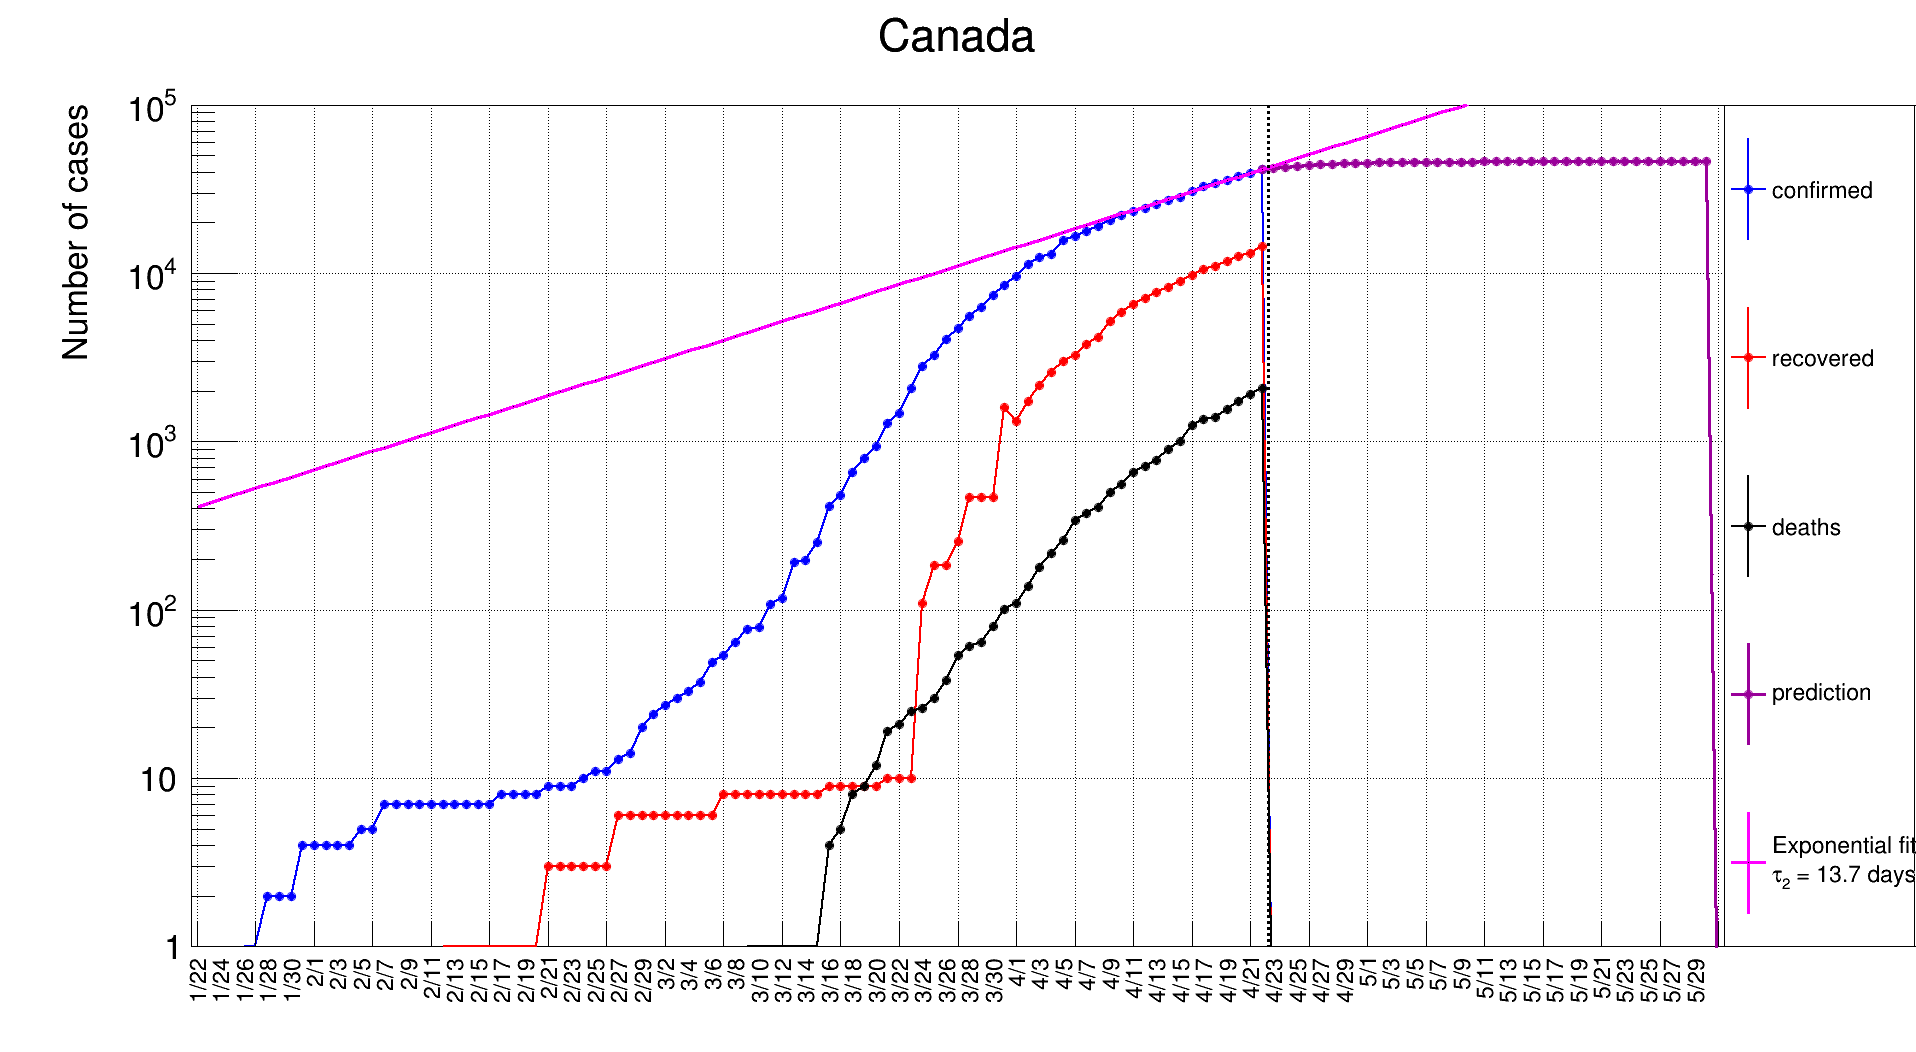 Canada
Number of cases
10^5
10^4
10^3
10^2
10
1
1/22 1/24 1/26 1/28 1/30 2/1 2/3 2/5 2/7 2/9 2/11 2/13 2/15 2/17 2/19 2/21 2/23 2/25 2/27 2/29 3/2 3/4 3/6 3/8 3/10 3/12 3/14 3/16 3/18 3/20 3/22 3/24 3/26 3/28 3/30 4/1 4/3 4/5 4/7 4/9 4/11 4/13 4/15 4/17 4/19 4/21 4/23 4/25 4/27 4/29 5/1 5/3 5/5 5/7 5/9 5/11 5/13 5/15 5/17 5/19 5/21 5/23 5/25 5/27 5/29
confirmed
recovered
deaths
prediction
Exponential fit
τ₂ = 13.7 days